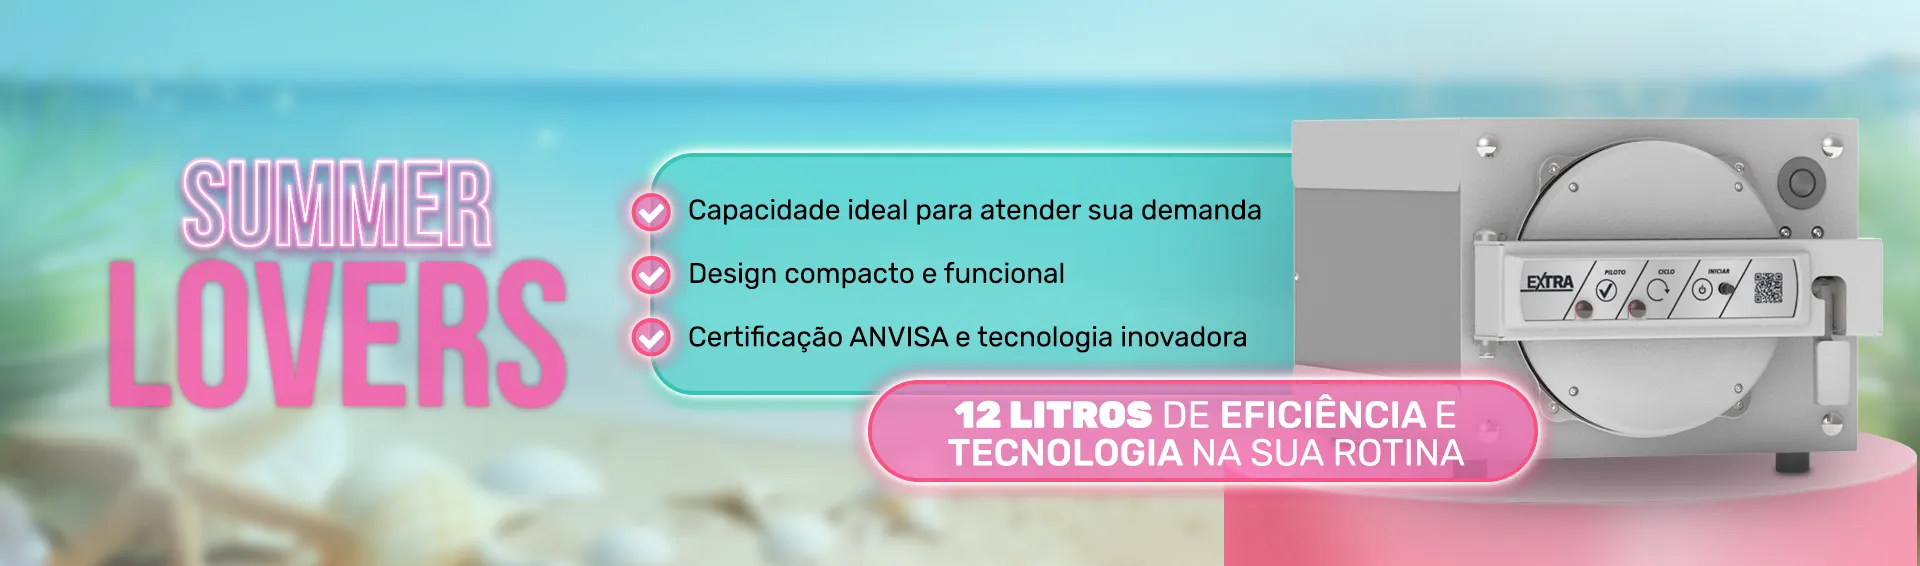 SUMMER
LOVERS
Capacidade ideal para atender sua demanda
Design compacto e funcional
Certificação ANVISA e tecnologia inovadora
12 LITROS DE EFICIÊNCIA E
TECNOLOGIA NA SUA ROTINA
EXTRA
PILOTO
CICLO
INICIAR